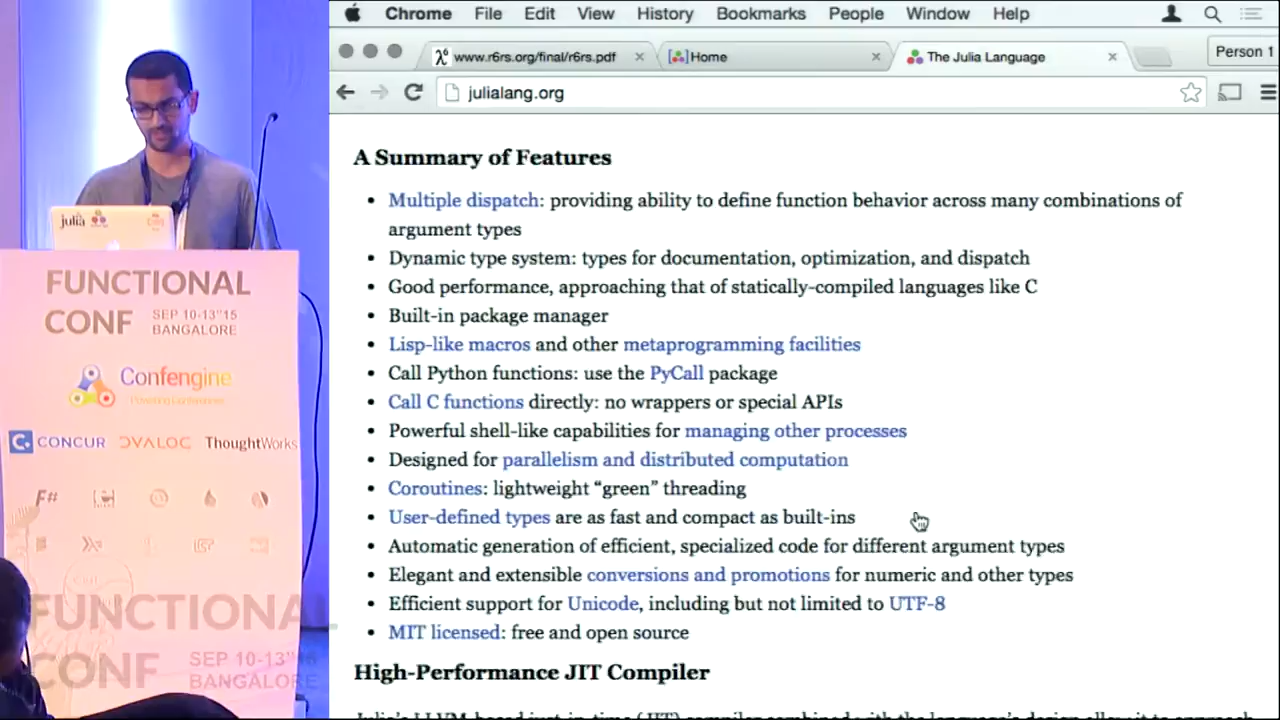 Chrome File Edit View History Bookmarks People Window Help
www.r6rs.org/final/r6rs.pdf
Home
The Julia Language
Person 1
julialang.org
A Summary of Features
Multiple dispatch: providing ability to define function behavior across many combinations of
argument types
Dynamic type system: types for documentation, optimization, and dispatch
Good performance, approaching that of statically-compiled languages like C
Built-in package manager
Lisp-like macros and other metaprogramming facilities
Call Python functions: use the PyCall package
Call C functions directly: no wrappers or special APIs
Powerful shell-like capabilities for managing other processes
Designed for parallelism and distributed computation
Coroutines: lightweight “green” threading
User-defined types are as fast and compact as built-ins
Automatic generation of efficient, specialized code for different argument types
Elegant and extensible conversions and promotions for numeric and other types
Efficient support for Unicode, including but not limited to UTF-8
MIT licensed: free and open source
High-Performance JIT Compiler
julia
FUNCTIONAL
CONF SEP 10-13"15
BANGALORE
Confengine
CONCUR OVALOC ThoughtWorks
F#
FUNCTIONAL
CONF SEP 10-13"
BANGALORE